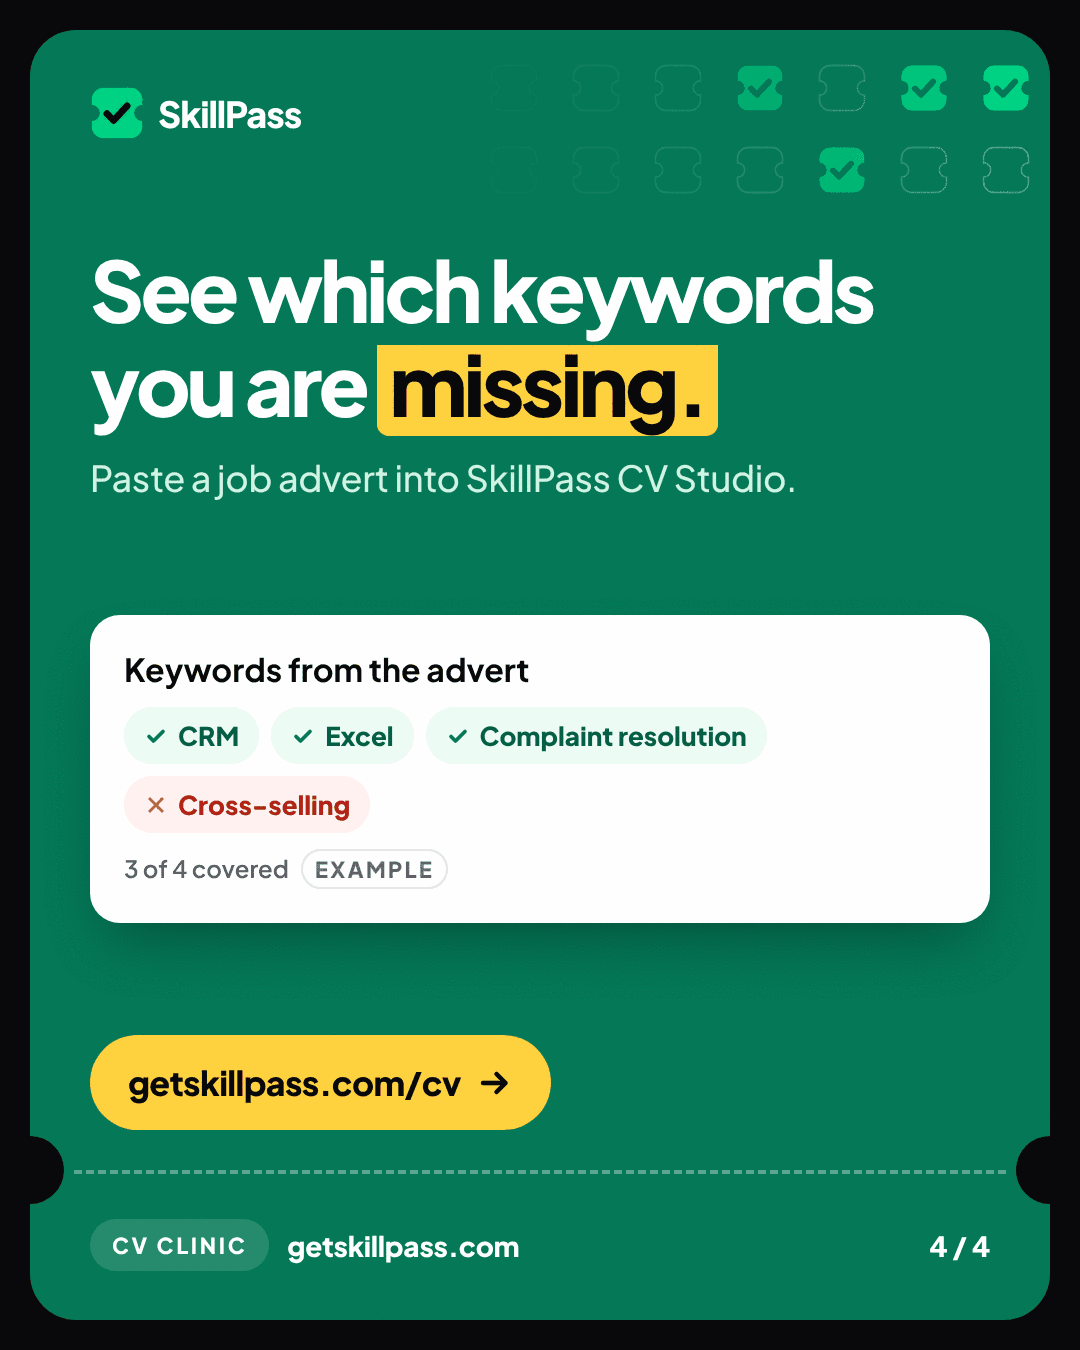 SkillPass
See which keywords
you are missing.
Paste a job advert into SkillPass CV Studio.
Keywords from the advert
CRM
Excel
Complaint resolution
Cross-selling
3 of 4 covered
EXAMPLE
getskillpass.com/cv →
CV CLINIC
getskillpass.com
4 / 4